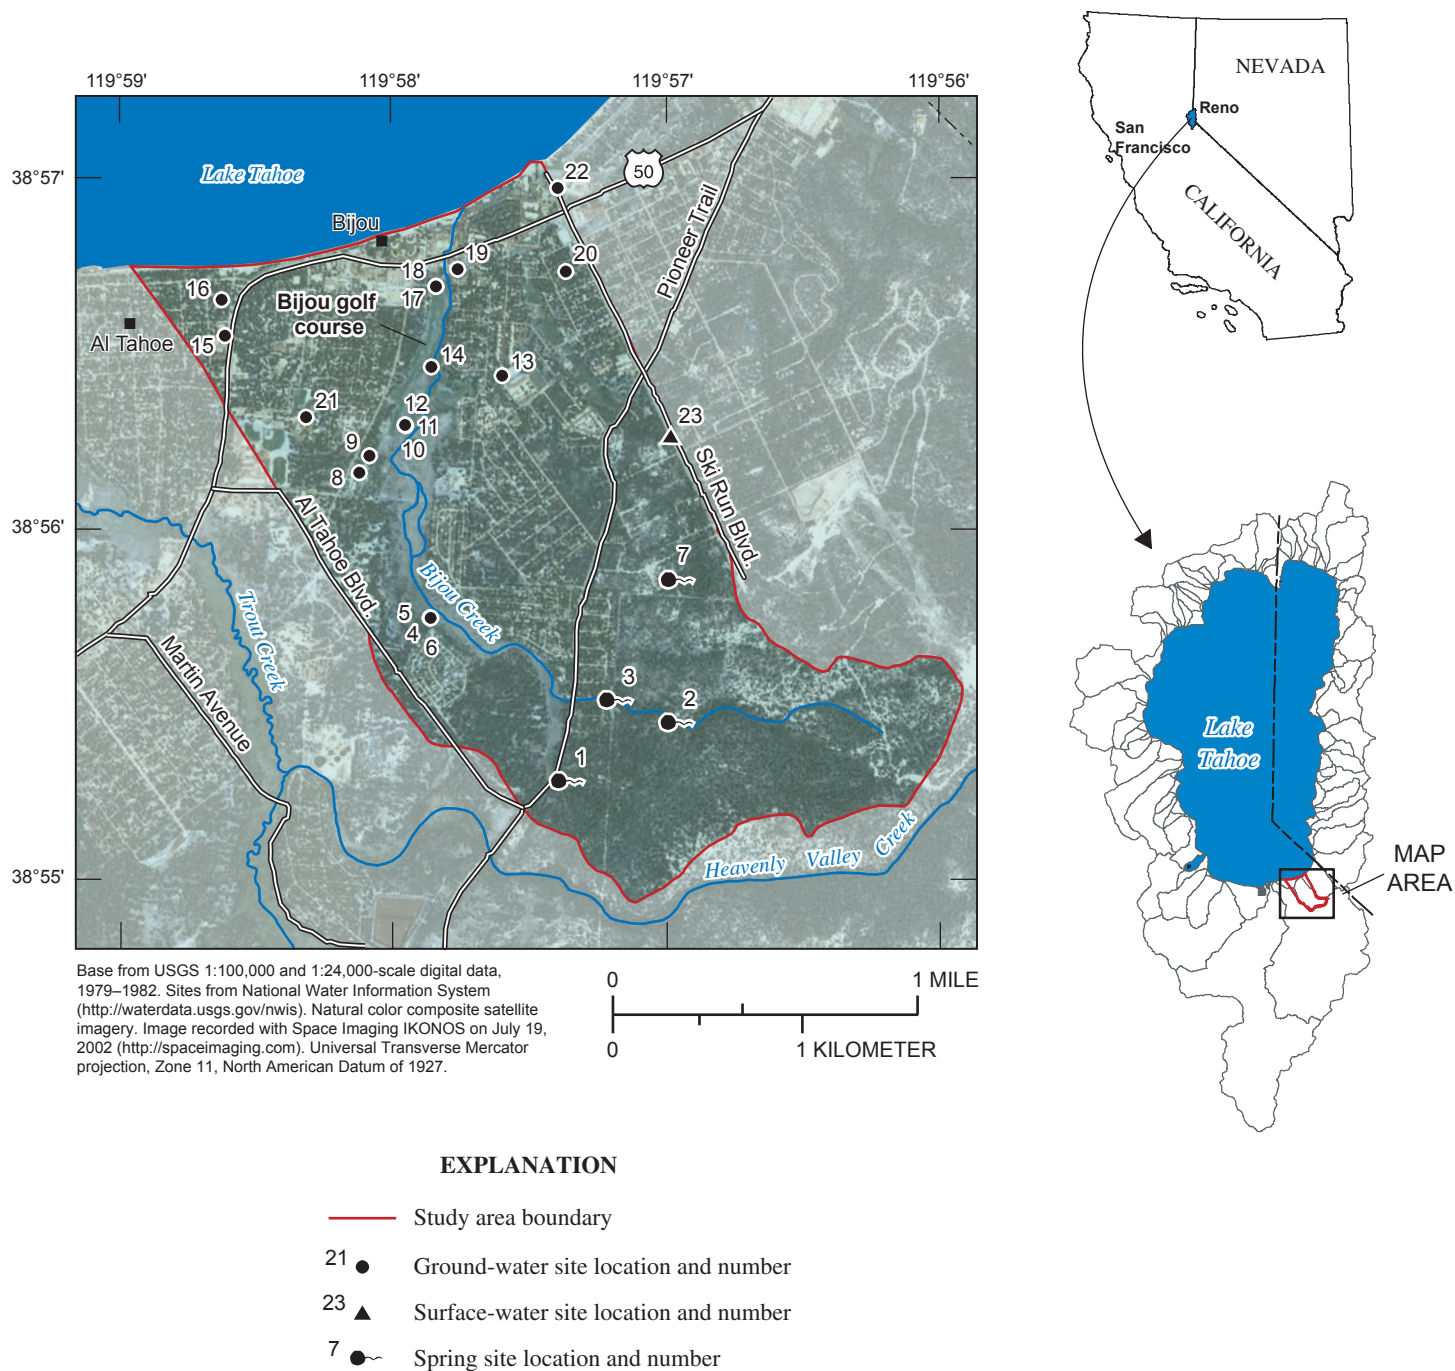 119°59'
119°58'
119°57'
119°56'
38°57'
38°56'
38°55'
Lake Tahoe
Bijou
Al Tahoe
Bijou golf
course
50
Pioneer Trail
Ski Run Blvd.
Al Tahoe Blvd.
Martin Avenue
Trout Creek
Bijou Creek
Heavenly Valley Creek
22
20
19
18
17
16
15
14
13
12
11
10
21
9
8
23
7
5
4
6
3
2
1
Base from USGS 1:100,000 and 1:24,000-scale digital data,
1979–1982. Sites from National Water Information System
(http://waterdata.usgs.gov/nwis). Natural color composite satellite
imagery. Image recorded with Space Imaging IKONOS on July 19,
2002 (http://spaceimaging.com). Universal Transverse Mercator
projection, Zone 11, North American Datum of 1927.
0
1 MILE
0
1 KILOMETER
NEVADA
Reno
San
Francisco
CALIFORNIA
Lake
Tahoe
MAP
AREA
EXPLANATION
Study area boundary
21 Ground-water site location and number
23 Surface-water site location and number
7 Spring site location and number